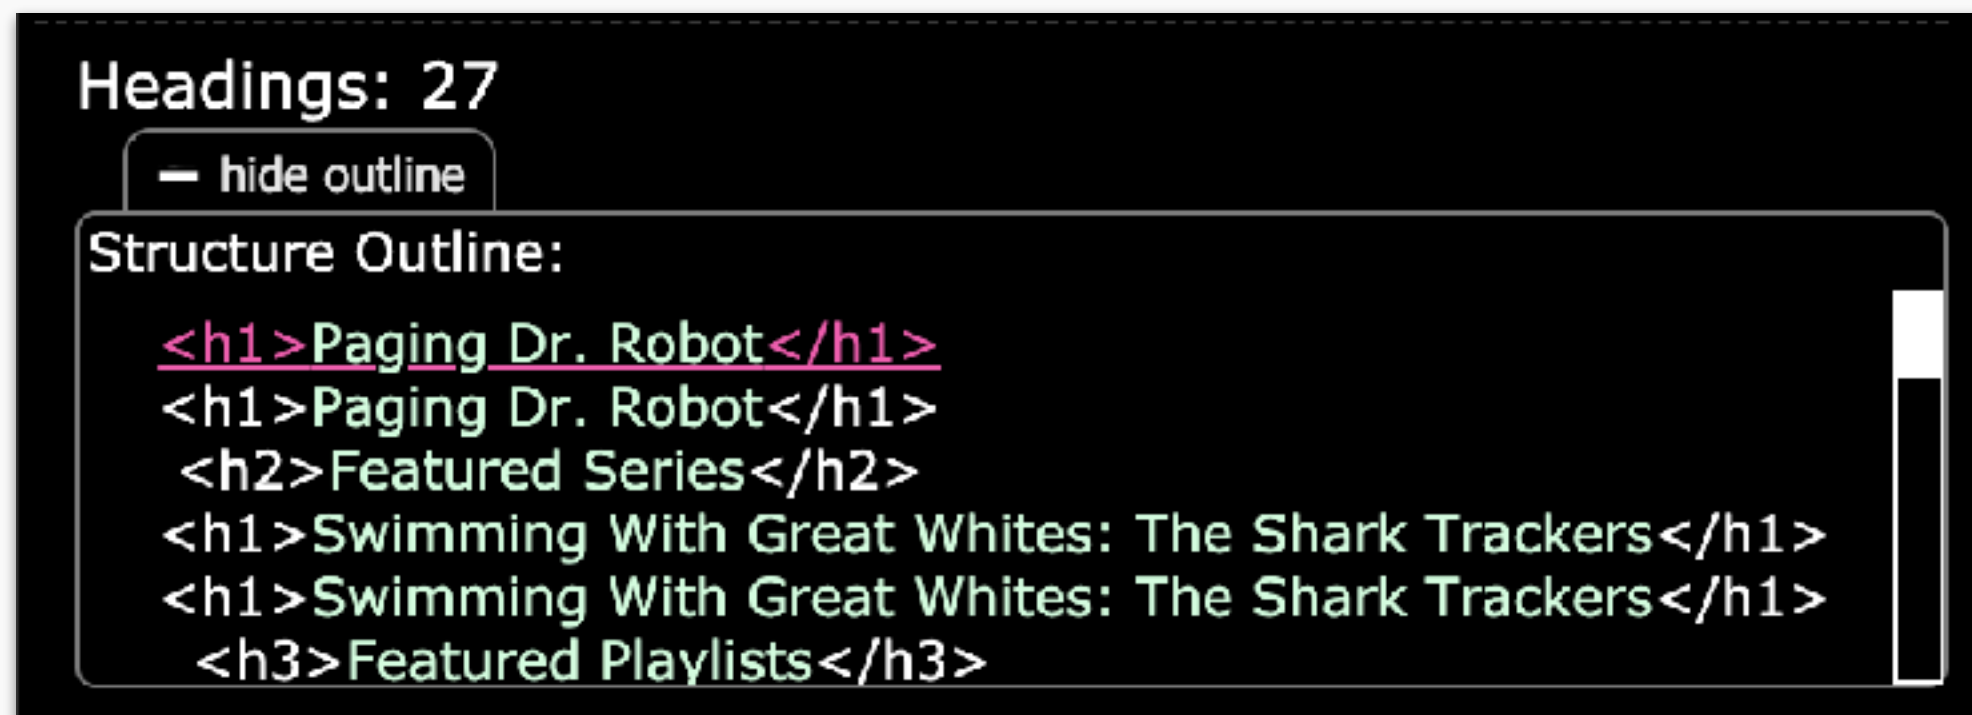 Headings: 27
— hide outline
Structure Outline:
<h1>Paging Dr. Robot</h1>
<h1>Paging Dr. Robot</h1>
<h2>Featured Series</h2>
<h1>Swimming With Great Whites: The Shark Trackers</h1>
<h1>Swimming With Great Whites: The Shark Trackers</h1>
<h3>Featured Playlists</h3>